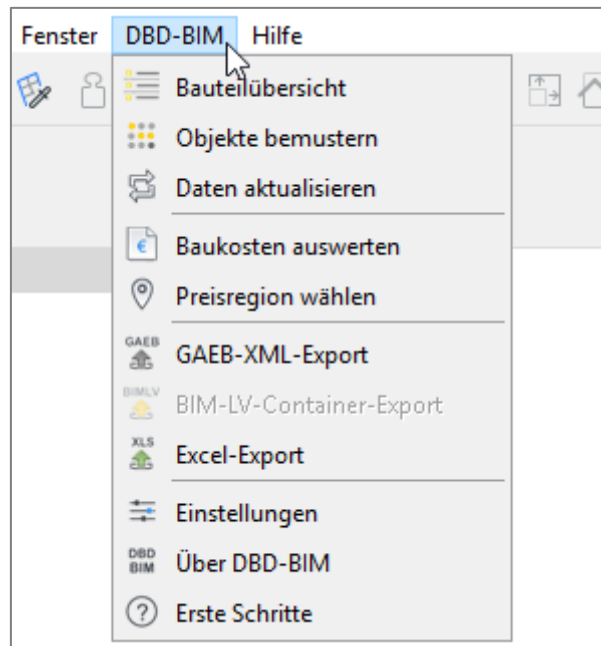 Fenster DBD-BIM Hilfe
Bauteilübersicht
Objekte bemustern
Daten aktualisieren
€ Baukosten auswerten
Preisregion wählen
GAEB GAEB-XML-Export
BIMLV BIM-LV-Container-Export
XLS Excel-Export
Einstellungen
DBD BIM Über DBD-BIM
? Erste Schritte